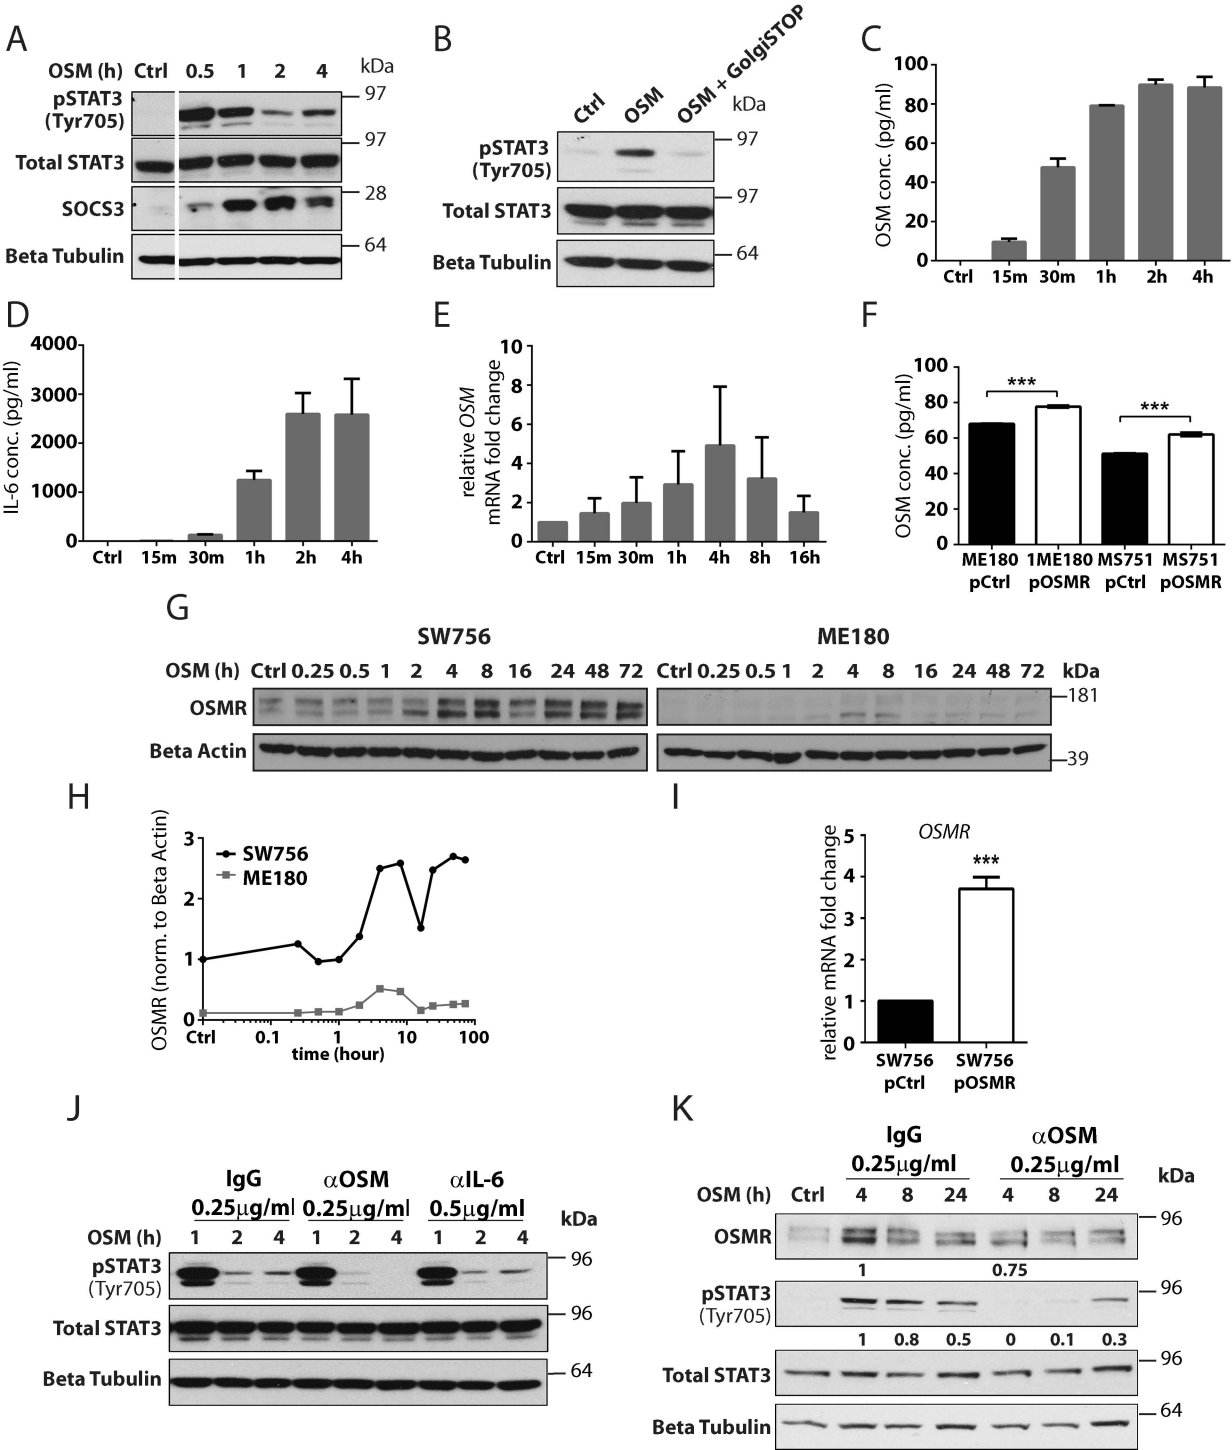 A
OSM (h) Ctrl 0.5 1 2 4 kDa
pSTAT3
(Tyr705)
97
Total STAT3
97
SOCS3
28
Beta Tubulin
64
B
Ctrl
OSM
OSM + GolgiSTOP
kDa
pSTAT3
(Tyr705)
97
Total STAT3
97
Beta Tubulin
64
C
OSM conc. (pg/ml)
100
80
60
40
20
0
Ctrl 15m 30m 1h 2h 4h
D
IL-6 conc. (pg/ml)
4000
3000
2000
1000
0
Ctrl 15m 30m 1h 2h 4h
E
relative OSM
mRNA fold change
10
8
6
4
2
0
Ctrl 15m 30m 1h 4h 8h 16h
F
OSM conc. (pg/ml)
100
80
60
40
20
0
***
***
ME180 1ME180 MS751 MS751
pCtrl pOSMR pCtrl pOSMR
G
SW756 ME180
OSM (h) Ctrl 0.25 0.5 1 2 4 8 16 24 48 72 Ctrl 0.25 0.5 1 2 4 8 16 24 48 72 kDa
OSMR
181
Beta Actin
39
H
OSMR (norm. to Beta Actin)
3
2
1
0
SW756
ME180
Ctrl 0.1 1 10 100
time (hour)
I
OSMR
relative mRNA fold change
5
4
3
2
1
0
***
SW756 SW756
pCtrl pOSMR
J
IgG αOSM αIL-6
0.25μg/ml 0.25μg/ml 0.5μg/ml
kDa
OSM (h) 1 2 4 1 2 4 1 2 4
pSTAT3
(Tyr705)
96
Total STAT3
96
Beta Tubulin
64
K
IgG αOSM
0.25μg/ml 0.25μg/ml
kDa
OSM (h) Ctrl 4 8 24 4 8 24
OSMR
96
1 0.75
pSTAT3
(Tyr705)
96
1 0.8 0.5 0 0.1 0.3
Total STAT3
96
Beta Tubulin
64